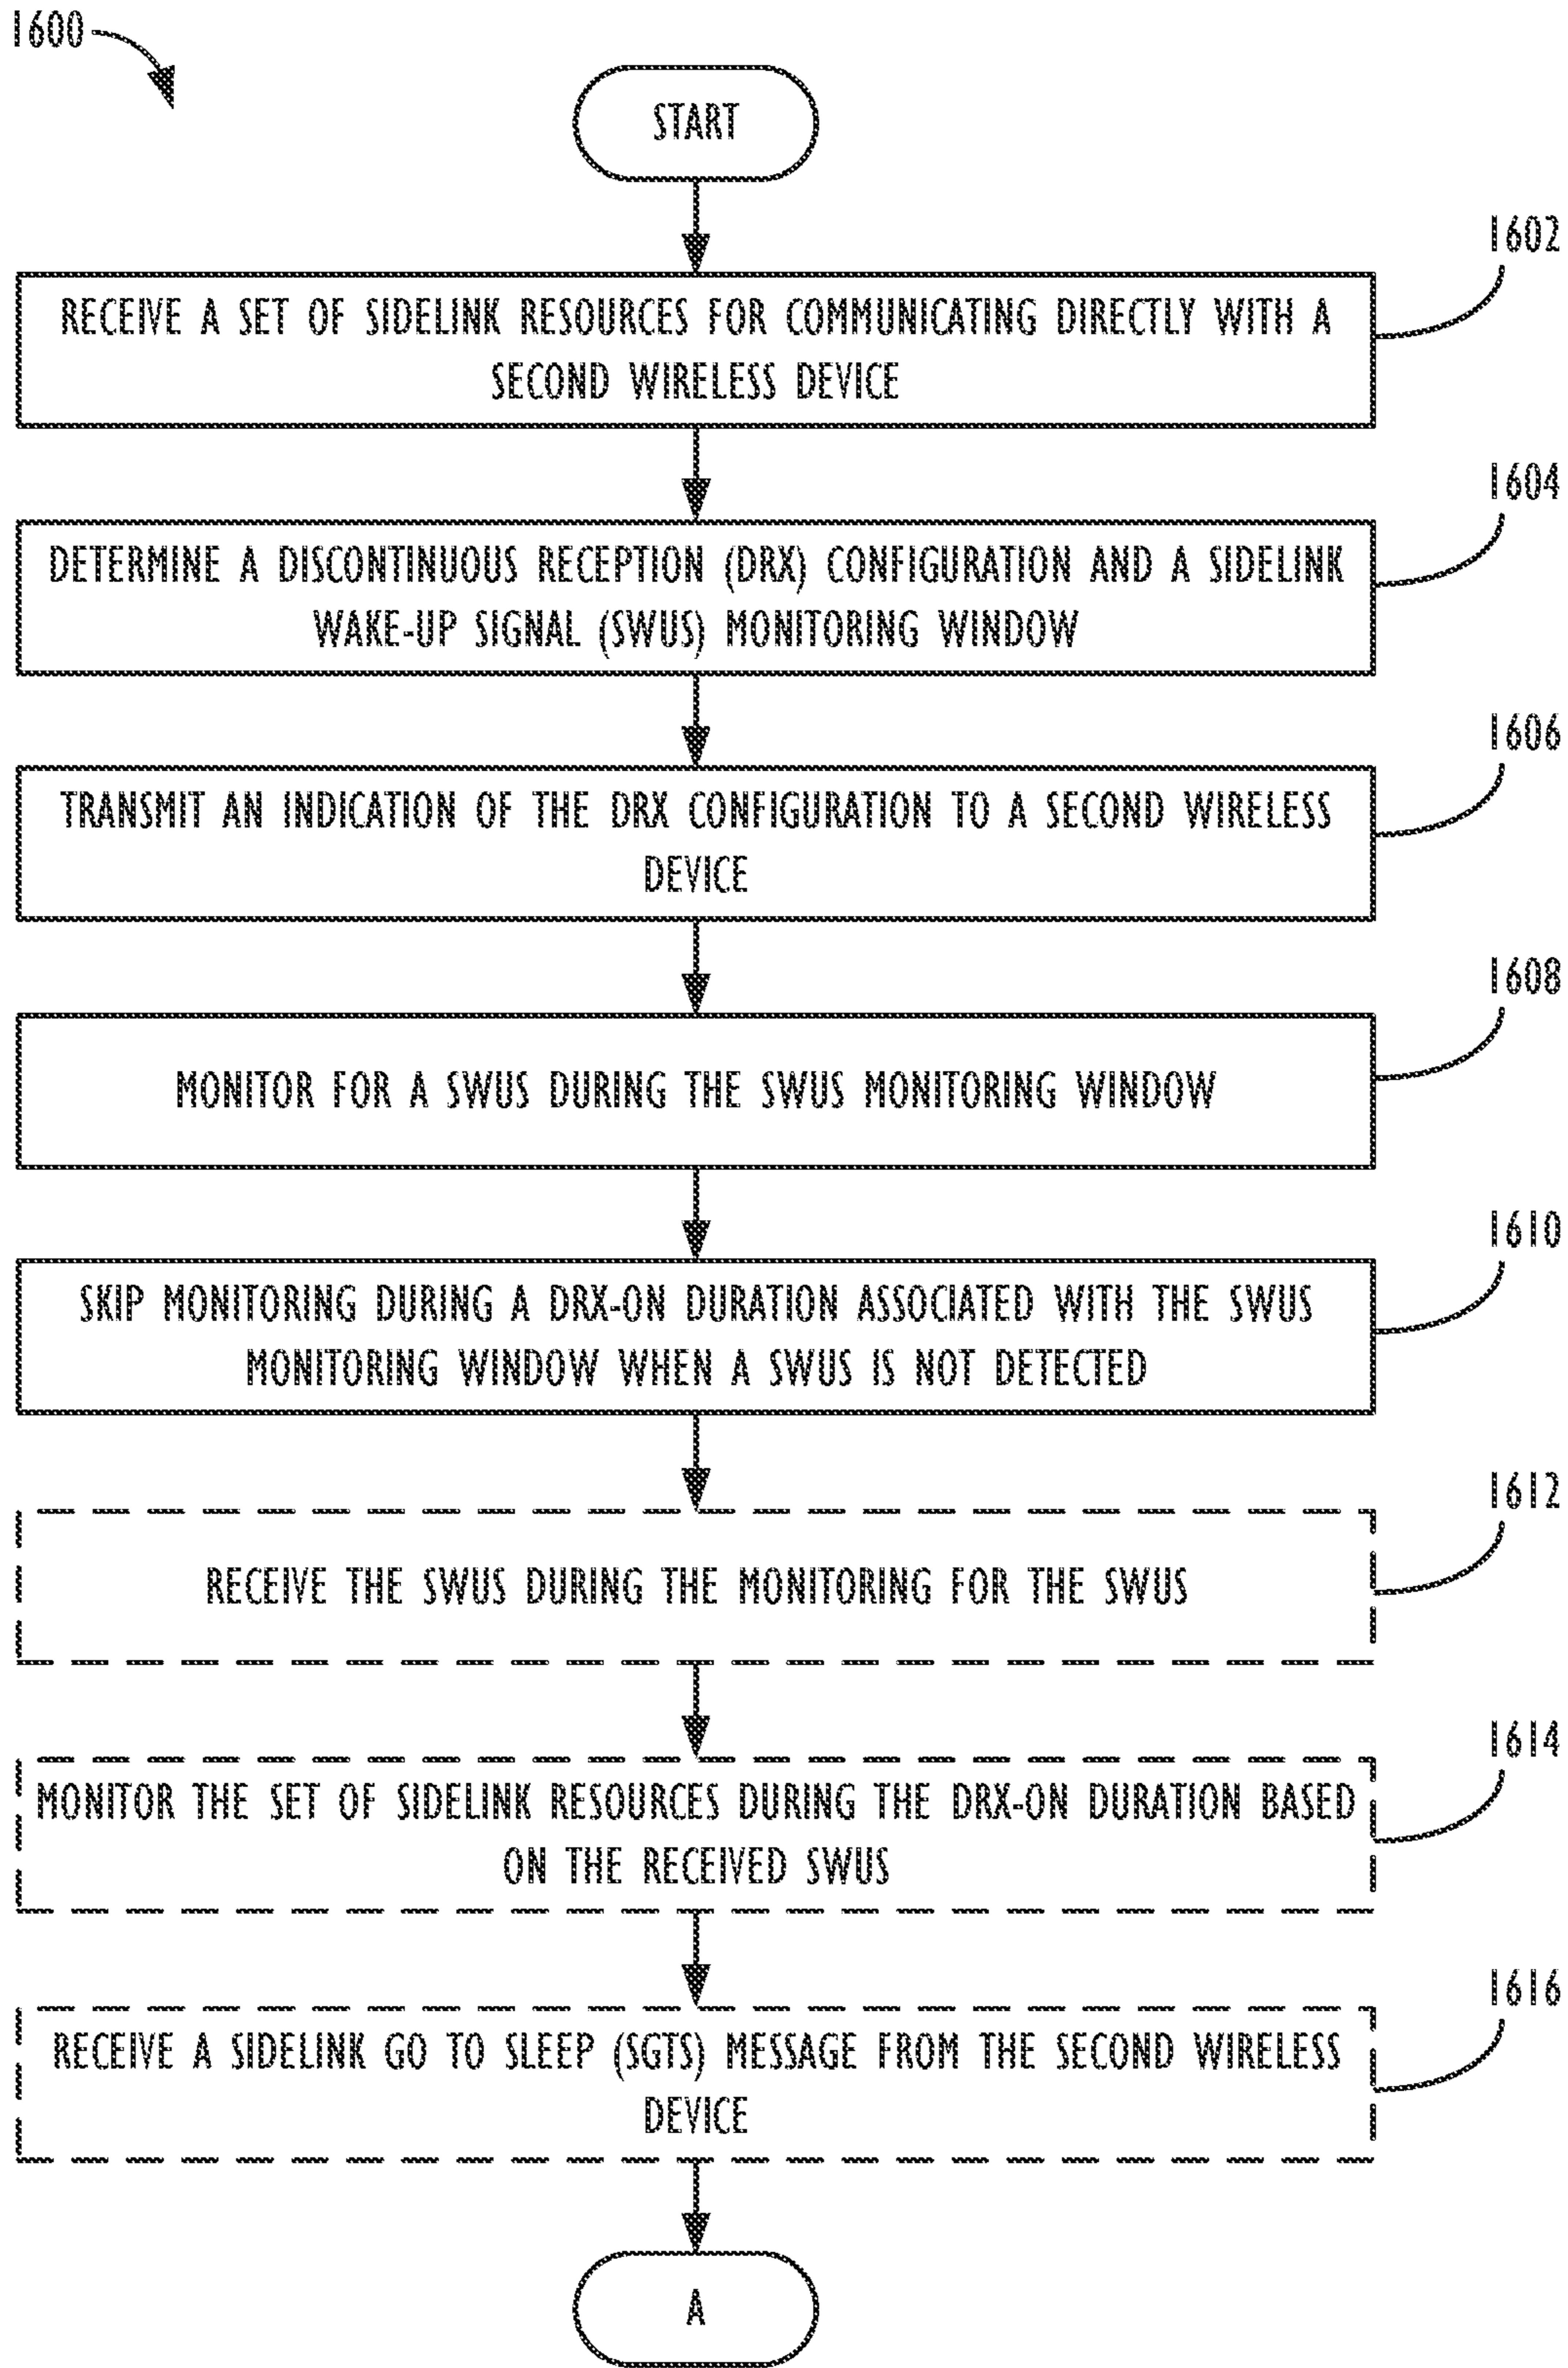 1600
START
1602
RECEIVE A SET OF SIDELINK RESOURCES FOR COMMUNICATING DIRECTLY WITH A
SECOND WIRELESS DEVICE
1604
DETERMINE A DISCONTINUOUS RECEPTION (DRX) CONFIGURATION AND A SIDELINK
WAKE-UP SIGNAL (SWUS) MONITORING WINDOW
1606
TRANSMIT AN INDICATION OF THE DRX CONFIGURATION TO A SECOND WIRELESS
DEVICE
1608
MONITOR FOR A SWUS DURING THE SWUS MONITORING WINDOW
1610
SKIP MONITORING DURING A DRX-ON DURATION ASSOCIATED WITH THE SWUS
MONITORING WINDOW WHEN A SWUS IS NOT DETECTED
1612
RECEIVE THE SWUS DURING THE MONITORING FOR THE SWUS
1614
MONITOR THE SET OF SIDELINK RESOURCES DURING THE DRX-ON DURATION BASED
ON THE RECEIVED SWUS
1616
RECEIVE A SIDELINK GO TO SLEEP (SGTS) MESSAGE FROM THE SECOND WIRELESS
DEVICE
A